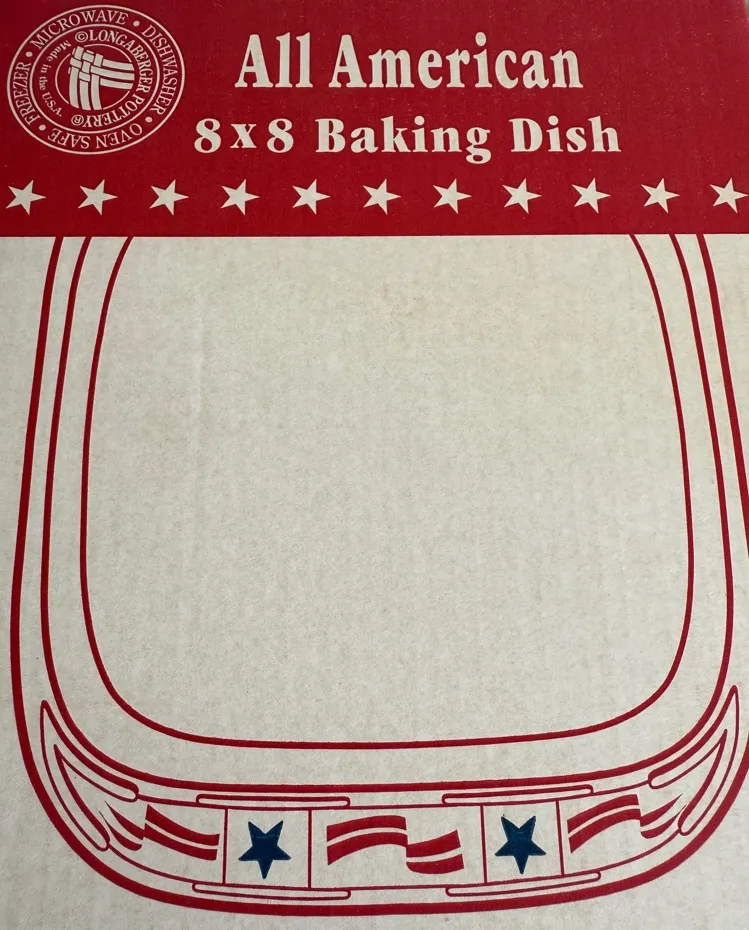 MICROWAVE • DISHWASHER • OVEN SAFE • FREEZER •
©LONGABERGER POTTERY®
Made in the U.S.A.
All American
8x8 Baking Dish